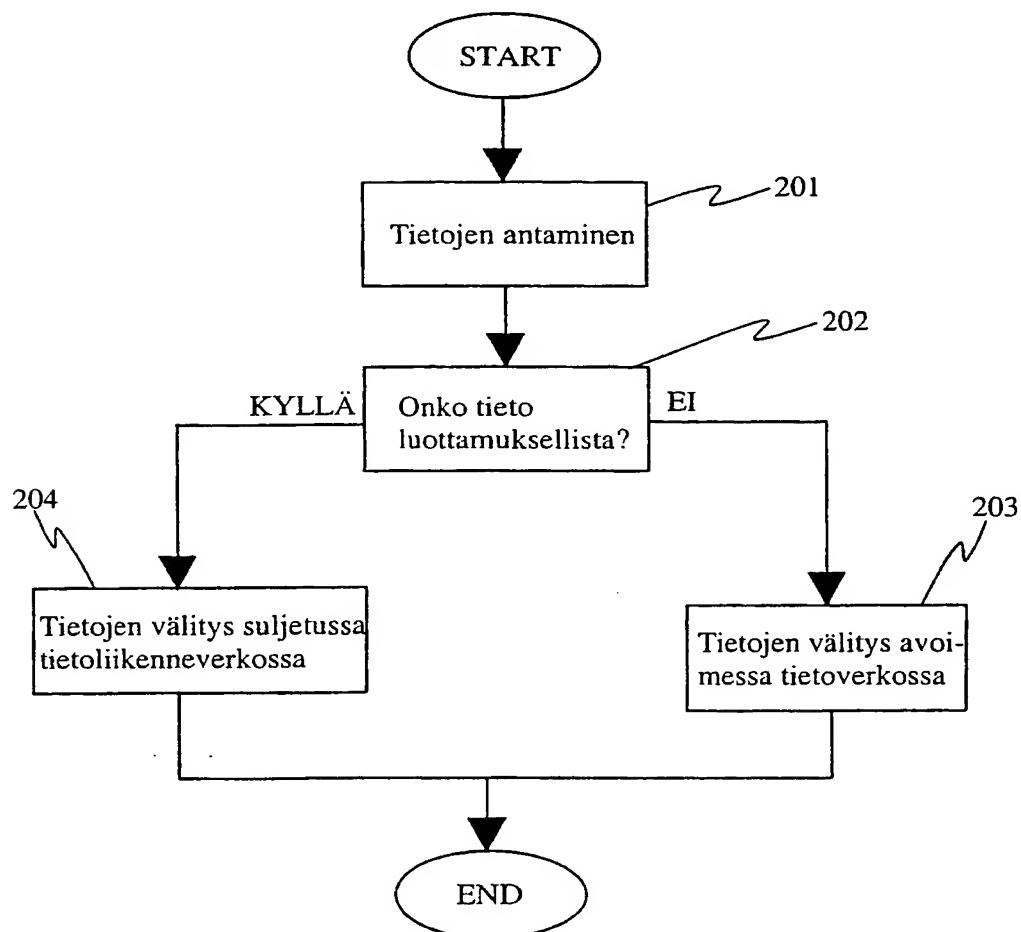 START
201
Tietojen antaminen
202
KYLLÄ
Onko tieto
luottamuksellista?
EI
204
203
Tietojen välitys suljetussa
tietoliikenneverkossa
Tietojen välitys avoi-
messa tietoverkossa
END